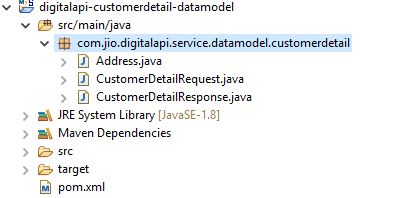 digitalapi-customerdetail-datamodel
src/main/java
com.jio.digitalapi.service.datamodel.customerdetail
Address.java
CustomerDetailRequest.java
CustomerDetailResponse.java
JRE System Library [JavaSE-1.8]
Maven Dependencies
src
target
pom.xml